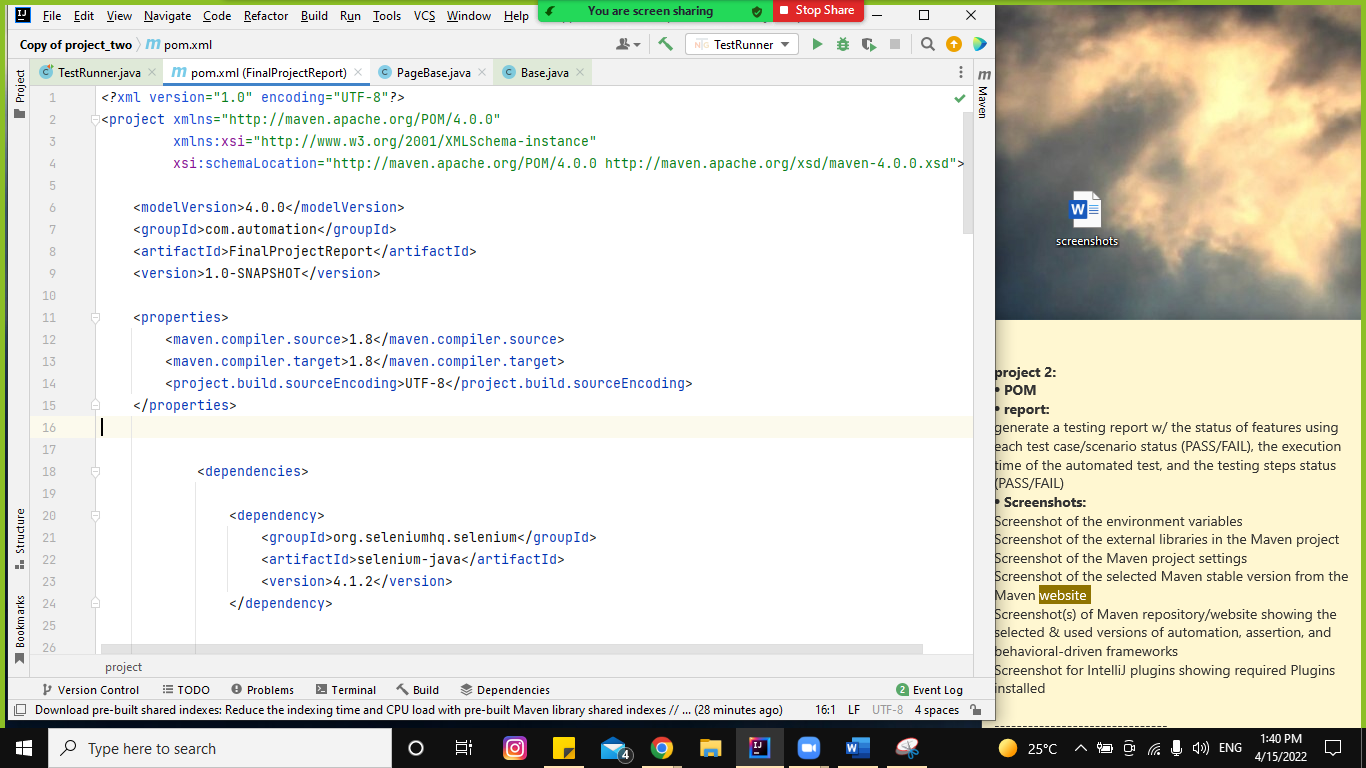 File Edit View Navigate Code Refactor Build Run Tools VCS Window Help
You are screen sharing
Stop Share
Copy of project_two pom.xml
TestRunner
TestRunner.java
pom.xml (FinalProjectReport)
PageBase.java
Base.java
Project
Structure
Bookmarks
Maven
1 <?xml version="1.0" encoding="UTF-8"?>
2 <project xmlns="http://maven.apache.org/POM/4.0.0"
3 xmlns:xsi="http://www.w3.org/2001/XMLSchema-instance"
4 xsi:schemaLocation="http://maven.apache.org/POM/4.0.0 http://maven.apache.org/xsd/maven-4.0.0.xsd">
5
6 <modelVersion>4.0.0</modelVersion>
7 <groupId>com.automation</groupId>
8 <artifactId>FinalProjectReport</artifactId>
9 <version>1.0-SNAPSHOT</version>
10
11 <properties>
12 <maven.compiler.source>1.8</maven.compiler.source>
13 <maven.compiler.target>1.8</maven.compiler.target>
14 <project.build.sourceEncoding>UTF-8</project.build.sourceEncoding>
15 </properties>
16
17
18 <dependencies>
19
20 <dependency>
21 <groupId>org.seleniumhq.selenium</groupId>
22 <artifactId>selenium-java</artifactId>
23 <version>4.1.2</version>
24 </dependency>
25
26
project
Version Control TODO Problems Terminal Build Dependencies
2 Event Log
Download pre-built shared indexes: Reduce the indexing time and CPU load with pre-built Maven library shared indexes // ... (28 minutes ago)
16:1 LF UTF-8 4 spaces
screenshots
project 2:
• POM
• report:
generate a testing report w/ the status of features using
each test case/scenario status (PASS/FAIL), the execution
time of the automated test, and the testing steps status
(PASS/FAIL)
• Screenshots:
Screenshot of the environment variables
Screenshot of the external libraries in the Maven project
Screenshot of the Maven project settings
Screenshot of the selected Maven stable version from the
Maven website
Screenshot(s) of Maven repository/website showing the
selected & used versions of automation, assertion, and
behavioral-driven frameworks
Screenshot for IntelliJ plugins showing required Plugins
installed
-------------------------------
Type here to search
4
25°C
ENG
1:40 PM
4/15/2022